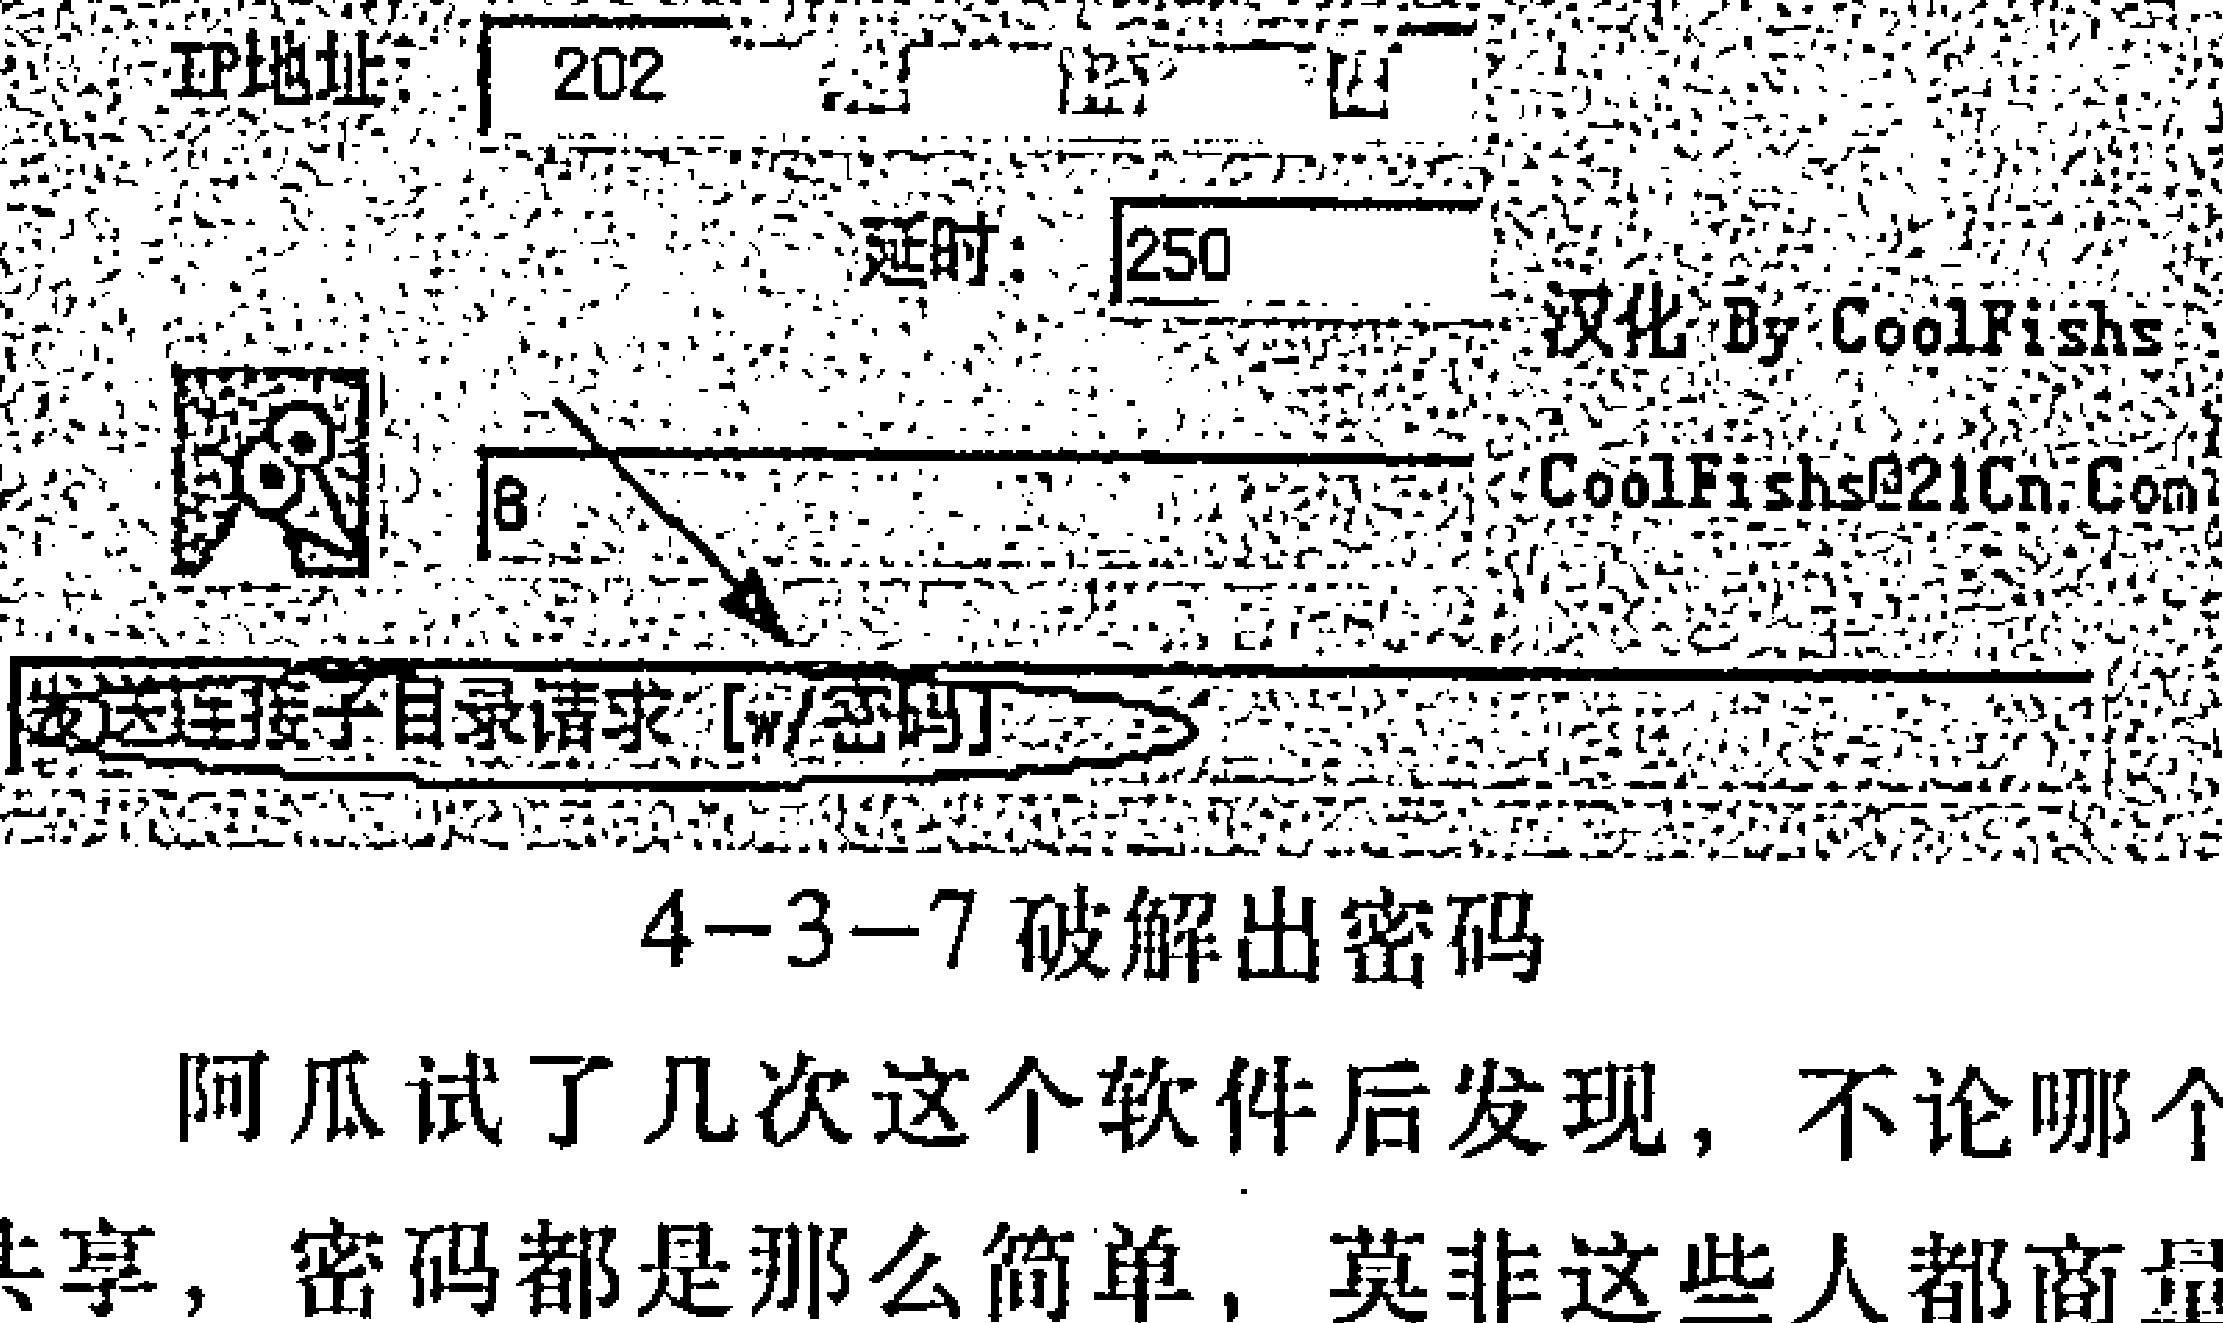 IP地址: 202
延时: 250
汉化 By CoolFishs
CoolFishs@21Cn.Com
发送连接子目录请求 [w/密码]
4-3-7 破解出密码
阿瓜试了几次这个软件后发现，不论哪个
共享，密码都是那么简单，莫非这些人都商量